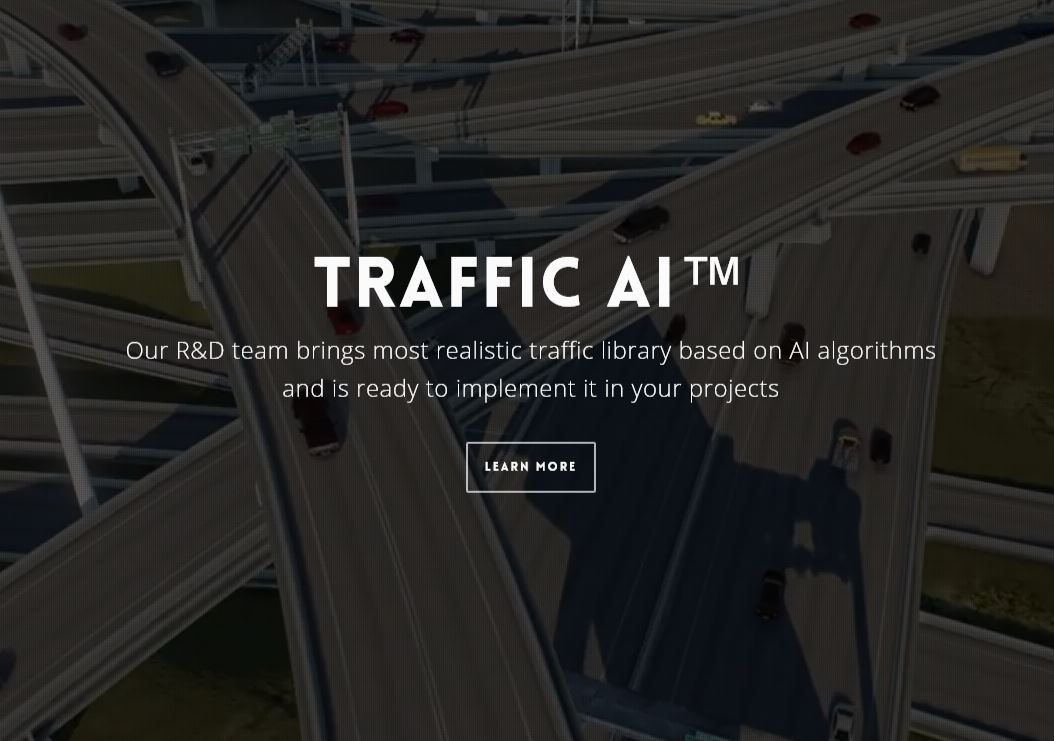 TRAFFIC AI™
Our R&D team brings most realistic traffic library based on AI algorithms
and is ready to implement it in your projects
LEARN MORE